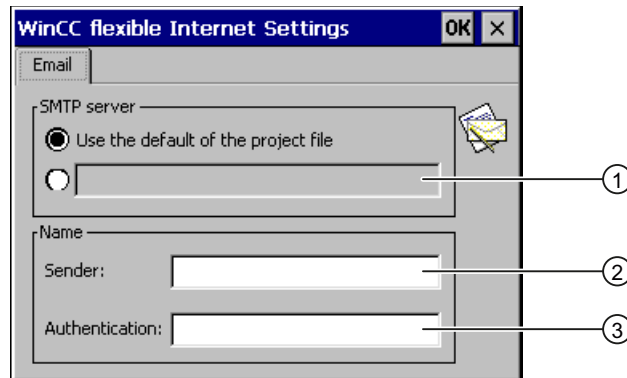 WinCC flexible Internet Settings OK ×
Email
SMTP server
Use the default of the project file
1
Name
Sender:
2
Authentication:
3